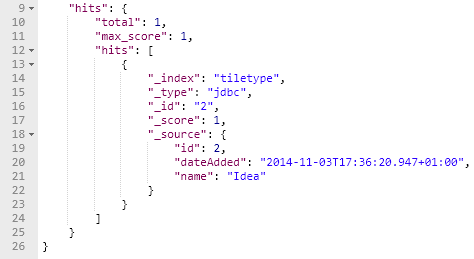 9 "hits": {
10 "total": 1,
11 "max_score": 1,
12 "hits": [
13 {
14 "_index": "tiletype",
15 "_type": "jdbc",
16 "_id": "2",
17 "_score": 1,
18 "_source": {
19 "id": 2,
20 "dateAdded": "2014-11-03T17:36:20.947+01:00",
21 "name": "Idea"
22 }
23 }
24 ]
25 }
26 }